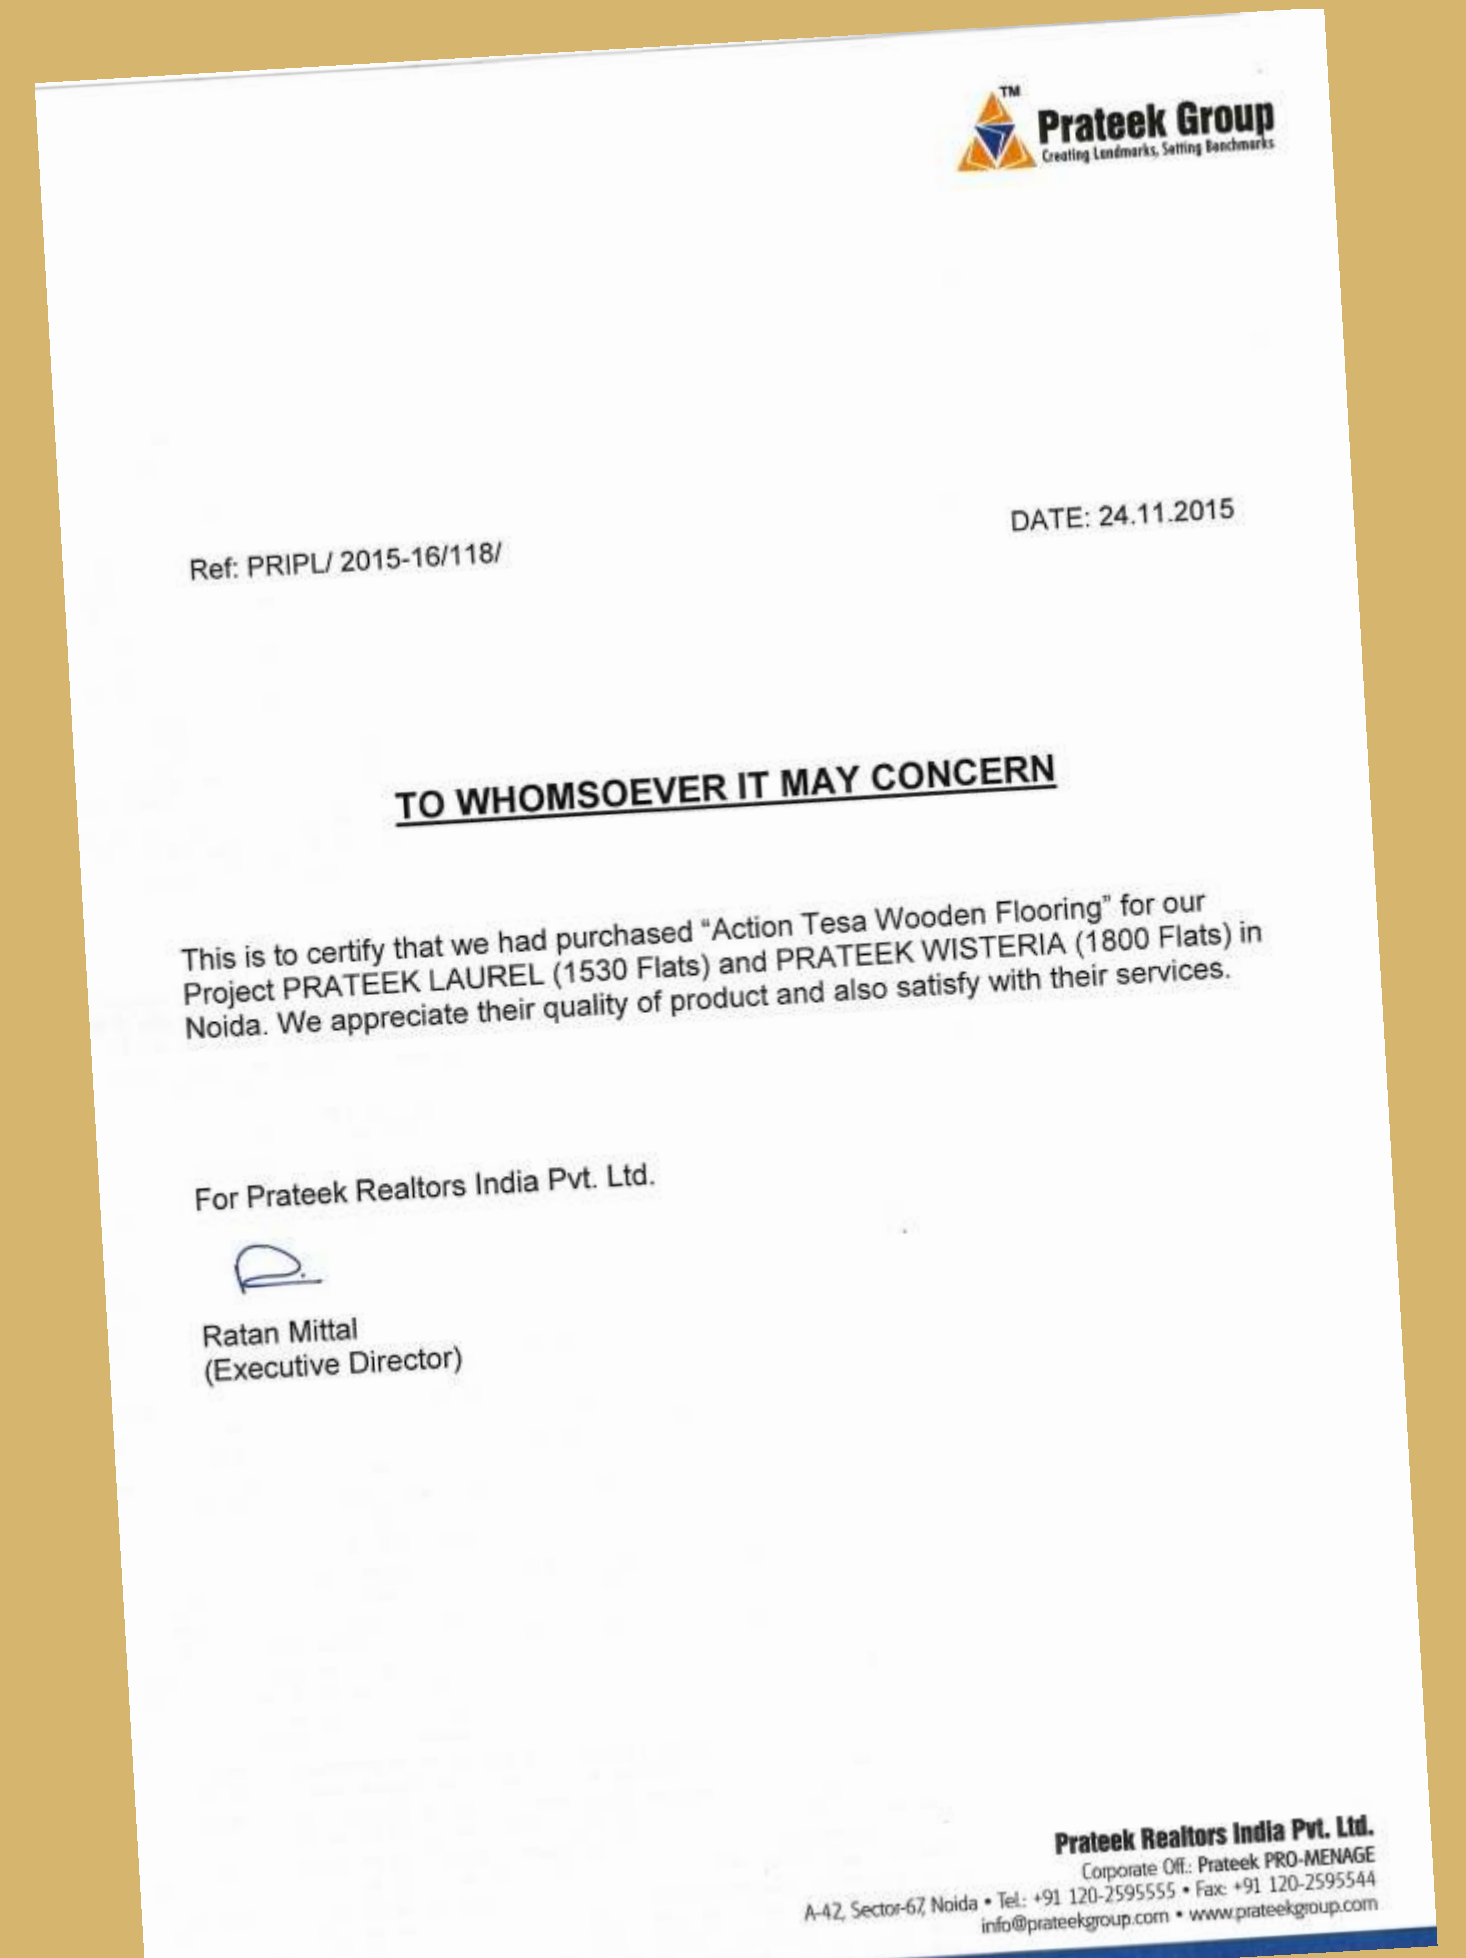 TM
Prateek Group
Creating Landmarks, Setting Benchmarks
DATE: 24.11.2015
Ref: PRIPL/ 2015-16/118/
TO WHOMSOEVER IT MAY CONCERN
This is to certify that we had purchased “Action Tesa Wooden Flooring” for our
Project PRATEEK LAUREL (1530 Flats) and PRATEEK WISTERIA (1800 Flats) in
Noida. We appreciate their quality of product and also satisfy with their services.
For Prateek Realtors India Pvt. Ltd.
Ratan Mittal
(Executive Director)
Prateek Realtors India Pvt. Ltd.
Corporate Off.: Prateek PRO-MENAGE
A-42, Sector-67, Noida • Tel.: +91 120-2595555 • Fax: +91 120-2595544
info@prateekgroup.com • www.prateekgroup.com